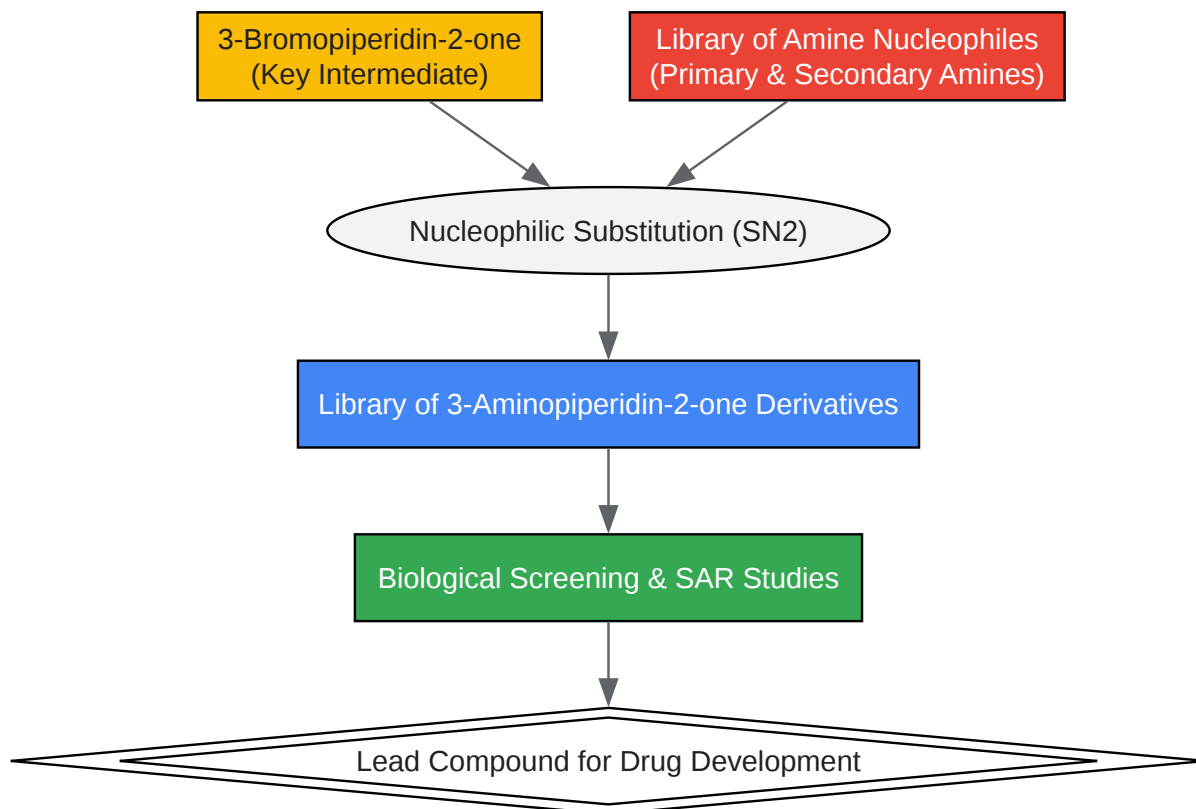 3-Bromopiperidin-2-one
(Key Intermediate)
Library of Amine Nucleophiles
(Primary & Secondary Amines)
Nucleophilic Substitution (SN2)
Library of 3-Aminopiperidin-2-one Derivatives
Biological Screening & SAR Studies
Lead Compound for Drug Development